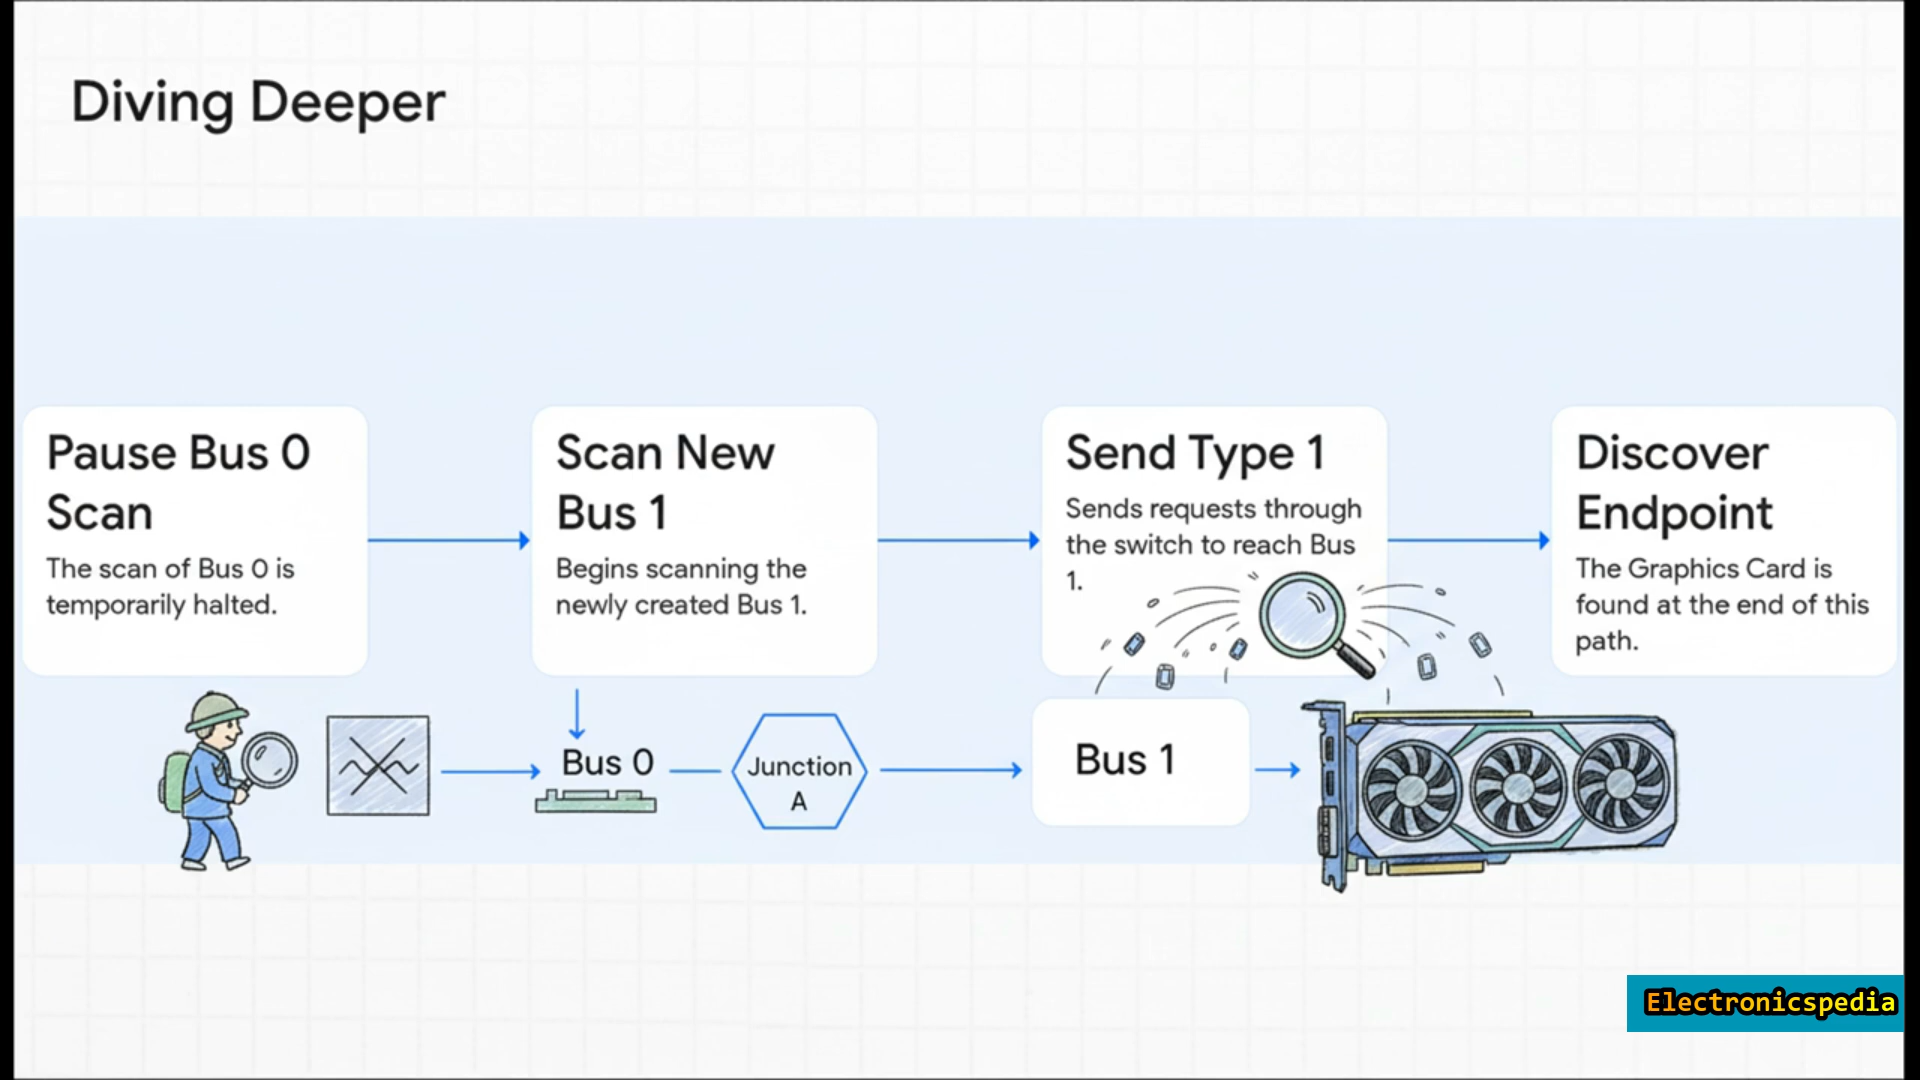 Diving Deeper
Pause Bus 0
Scan
The scan of Bus 0 is
temporarily halted.
Scan New
Bus 1
Begins scanning the
newly created Bus 1.
Send Type 1
Sends requests through
the switch to reach Bus
1.
Discover
Endpoint
The Graphics Card is
found at the end of this
path.
Bus 0
Junction
A
Bus 1
Electronicspedia